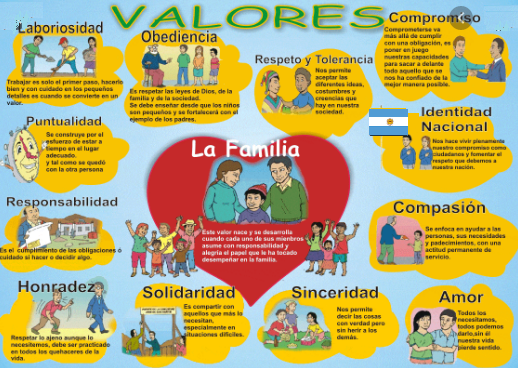 VALORES
Laboriosidad
Trabajar es solo el primer paso, hacerlo
bien y con cuidado en los pequeños
detalles es cuando se convierte en un
valor.
Obediencia
Es respetar las leyes de Dios, de la
familia y de la sociedad.
Se debe enseñar desde que los niños
son pequeños y se fortalecerá con el
ejemplo de los padres.
Respeto y Tolerancia
Nos permite
aceptar las
diferentes ideas,
costumbres y
creencias que
hay en nuestra
sociedad.
Compromiso
Comprometerse va
más allá de cumplir
con una obligación, es
poner en juego
nuestras capacidades
para sacar a delante
todo aquello que se
nos ha confiado de la
mejor manera posible.
Puntualidad
Se construye por el
esfuerzo de estar a
tiempo en el lugar
adecuado.
y tal como se quedó
con la otra persona
La Familia
Este valor nace y se desarrolla
cuando cada uno de sus miembros
asume con responsabilidad y
alegría el papel que le ha tocado
desempeñar en la familia.
Identidad
Nacional
Nos hace vivir plenamente
nuestro compromiso como
ciudadanos y fomentar el
respeto que debemos a
nuestra nación.
Responsabilidad
Es el cumplimiento de las obligaciones ó
cuidado si hacer o decidir algo.
Compasión
Se enfoca en ayudar a las
personas, sus necesidades
y padecimientos, con una
actitud permanente de
servicio.
Honradez
Respetar lo ajeno aunque lo
necesitemos, debe ser practicado
en todos los quehaceres de la
vida.
Solidaridad
Es compartir con
aquellos que más lo
necesitan,
especialmente en
situaciones difíciles.
Sinceridad
Nos permite
decir las cosas
con verdad pero
sin herir a los
demás.
Amor
Todos los
necesitamos,
todos podemos
darlo,sin él
nuestra vida
pierde sentido.